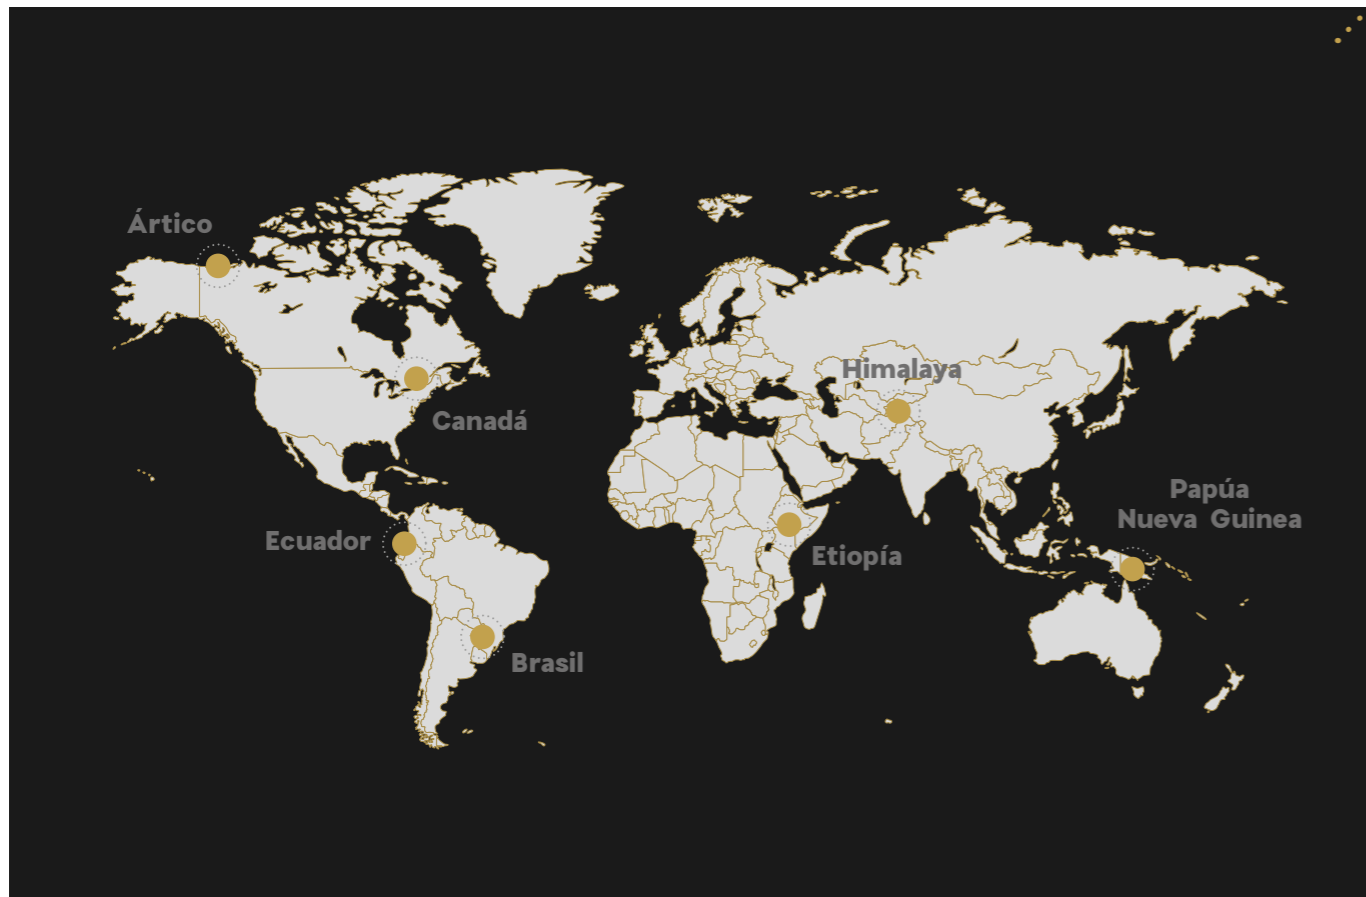 Ártico
Himalaya
Canadá
Papúa
Nueva Guinea
Ecuador
Etiopía
Brasil